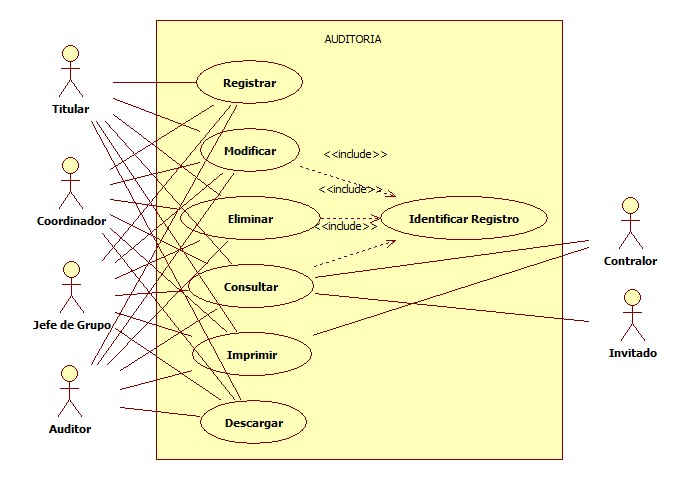 AUDITORIA
Titular
Registrar
Modificar
<<include>>
Coordinador
<<include>>
Eliminar
Identificar Registro
<<include>>
Contralor
Consultar
Jefe de Grupo
Imprimir
Invitado
Auditor
Descargar